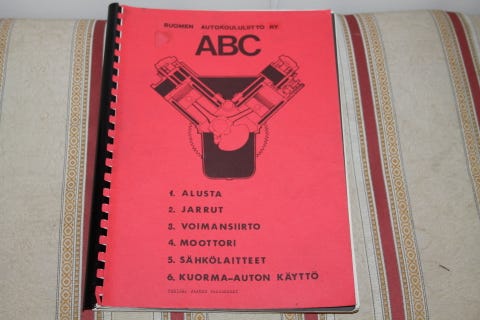 SUOMEN AUTOKOULULIITTO RY.
ABC
1. ALUSTA
2. JARRUT
3. VOIMANSIIRTO
4. MOOTTORI
5. SÄHKÖLAITTEET
6. KUORMA-AUTON KÄYTTÖ